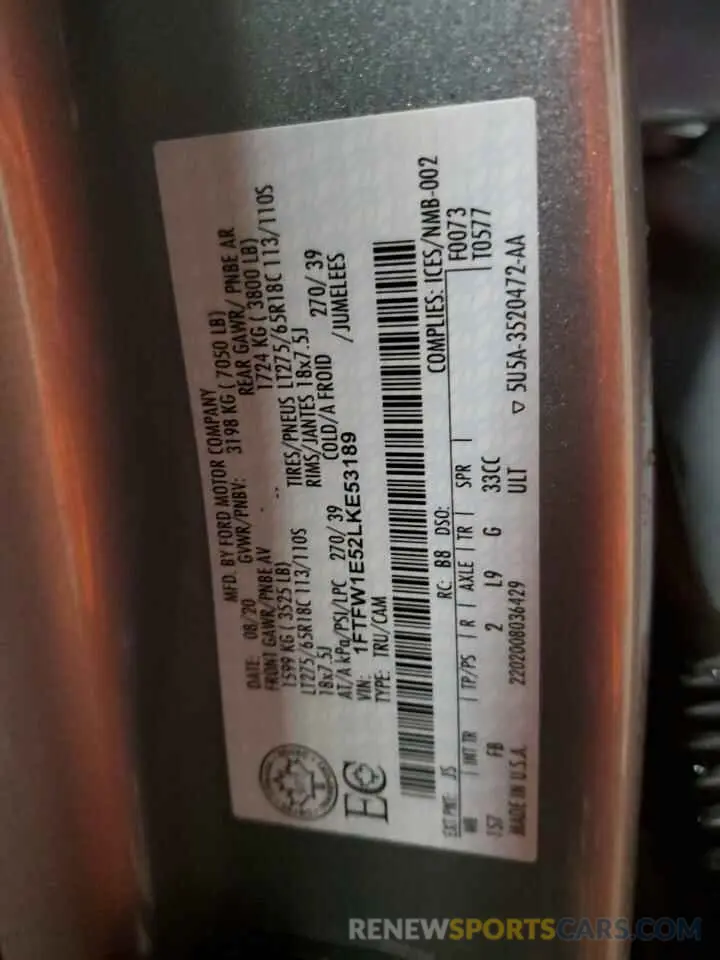 MFD. BY FORD MOTOR COMPANY
DATE: 08/20 GVWR/PNBV: 3198 KG ( 7050 LB)
FRONT GAWR/PNBE AV REAR GAWR/ PNBE AR
1599 KG ( 3525 LB) 1724 KG ( 3800 LB)
LT275/65R18C 113/110S TIRES/PNEUS LT275/65R18C 113/110S
18x7.5J RIMS/JANTES 18x7.5J
AT/A kPa/PSI/LPC 270/ 39 COLD/A FROID 270/ 39
VIN: 1FTFW1E52LKE53189 /JUMELEES
TYPE: TRU/CAM
EC
COMPLIES: ICES/NMB-002
EXT PNT: JS RC: B8 DSO: F0073
WB INT TR TP/PS R AXLE TR SPR T0577
157 FB 2 L9 G 33CC
ULT
MADE IN U.S.A. 2202008036429 ▽ 5U5A-3520472-AA
RENEWSPORTSCARS.COM